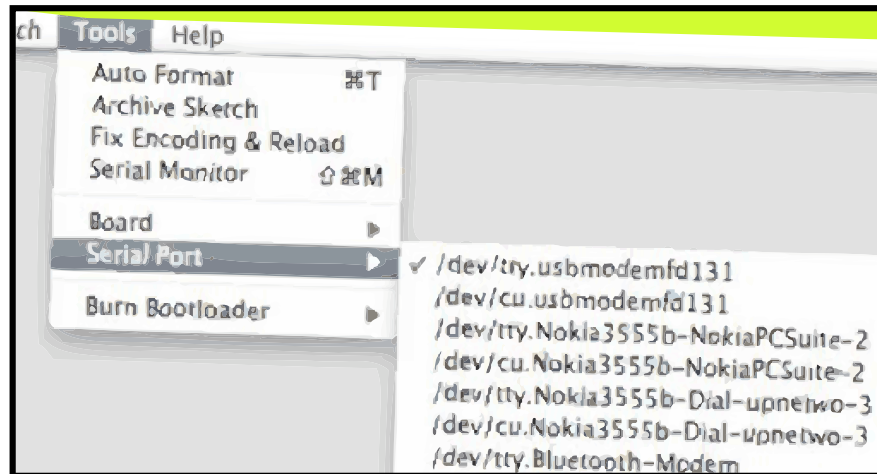 ch Tools Help
Auto Format ⌘T
Archive Sketch
Fix Encoding & Reload
Serial Monitor ⇧⌘M
Board ▶
Serial Port ▶
Burn Bootloader ▶
✓ /dev/tty.usbmodemfd131
/dev/cu.usbmodemfd131
/dev/tty.Nokia3555b-NokiaPCSuite-2
/dev/cu.Nokia3555b-NokiaPCSuite-2
/dev/tty.Nokia3555b-Dial-upnetwo-3
/dev/cu.Nokia3555b-Dial-upnetwo-3
/dev/tty.Bluetooth-Modem